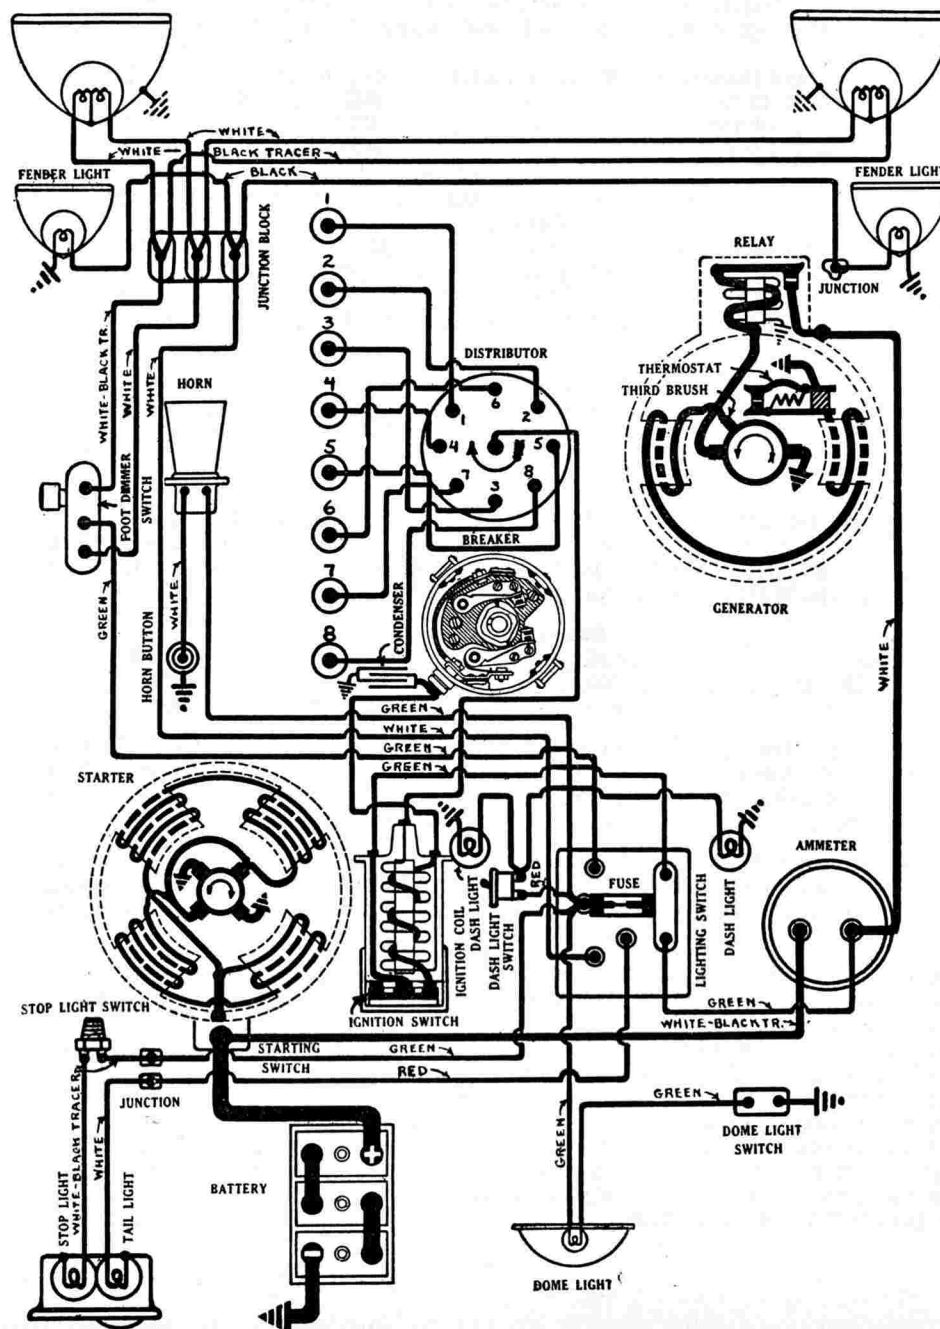 WHITE
WHITE
BLACK TRACER
FENDER LIGHT
BLACK
FENDER LIGHT
JUNCTION BLOCK
1
2
3
4
5
6
7
8
RELAY
JUNCTION
DISTRIBUTOR
6
1
2
4
5
7
8
3
THERMOSTAT
THIRD BRUSH
WHITE-BLACK TR.
WHITE
WHITE
HORN
FOOT DIMMER
SWITCH
BREAKER
GENERATOR
GREEN
WHITE
HORN BUTTON
CONDENSER
WHITE
GREEN
WHITE
GREEN
GREEN
STARTER
AMMETER
RED
FUSE
IGNITION COIL
DASH LIGHT
DASH LIGHT
SWITCH
LIGHTING SWITCH
DASH LIGHT
STOP LIGHT SWITCH
IGNITION SWITCH
GREEN
WHITE-BLACK TR.
STARTING
SWITCH
GREEN
RED
JUNCTION
WHITE-BLACK TRACER
WHITE
GREEN
GREEN
DOME LIGHT
SWITCH
BATTERY
STOP LIGHT
TAIL LIGHT
DOME LIGHT